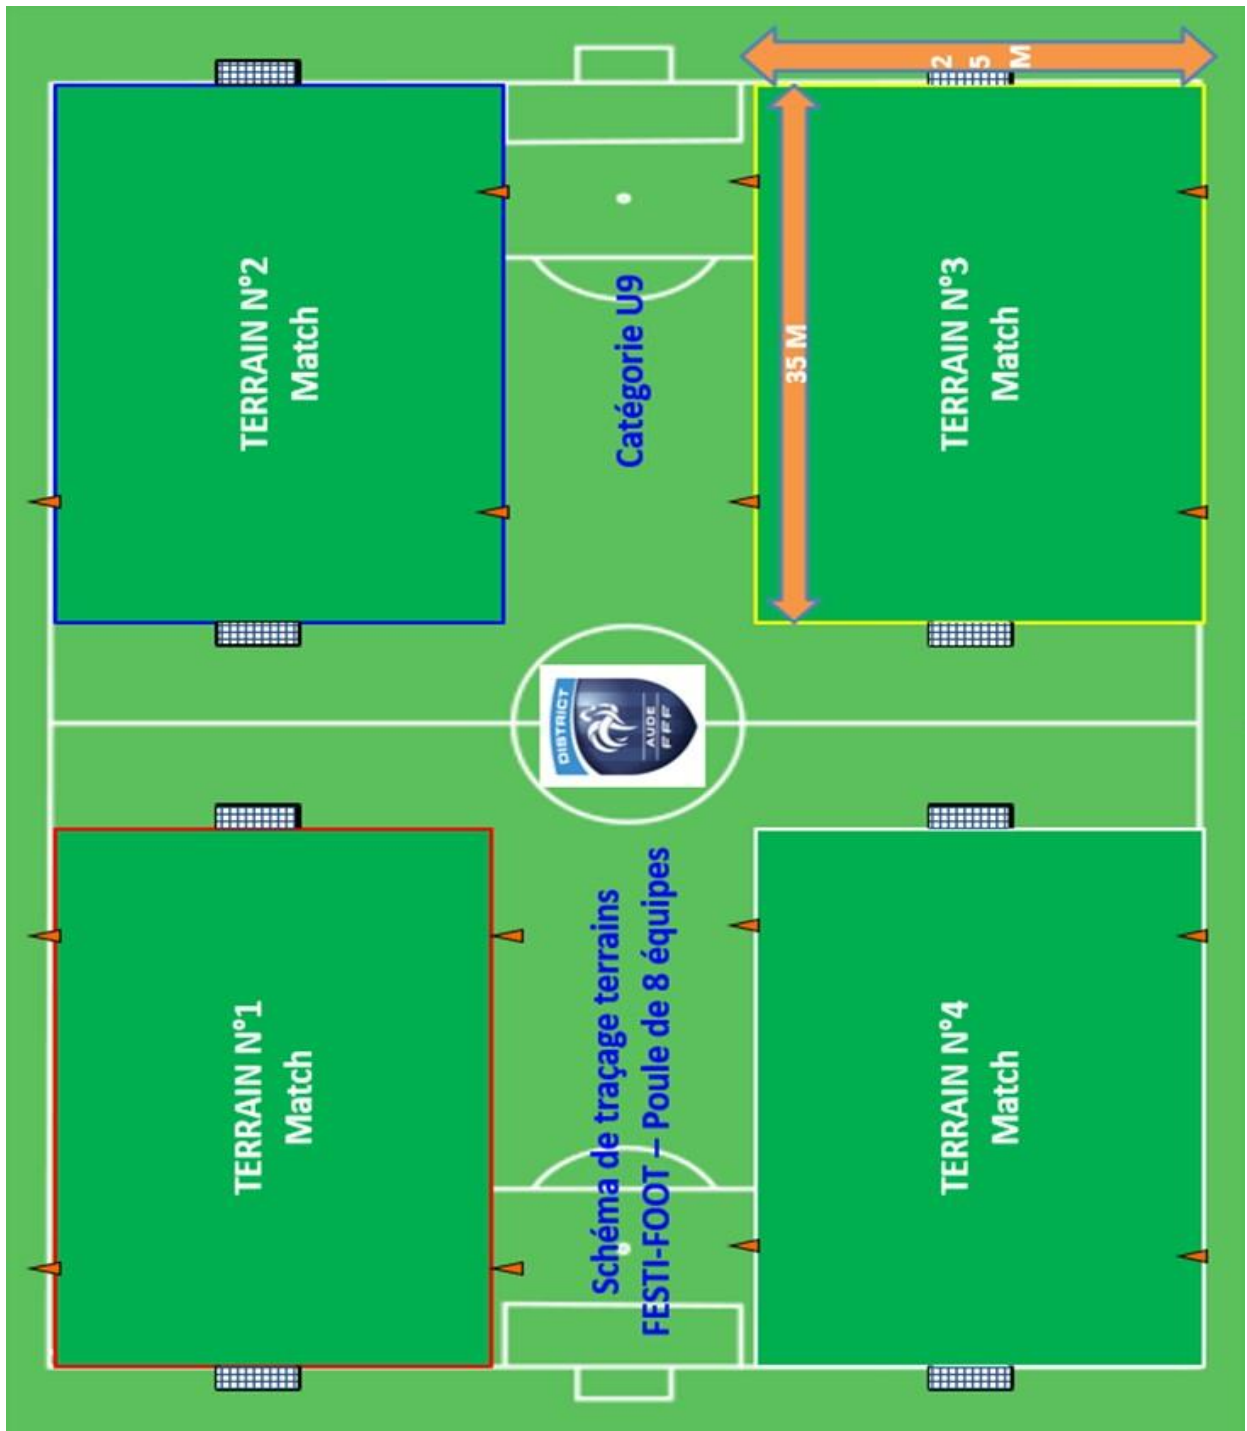 Schéma de traçage terrains
FESTI-FOOT – Poule de 8 équipes
Catégorie U9
TERRAIN N°1
Match
TERRAIN N°2
Match
DISTRICT
AUDE
FFF
35 M
25 M
TERRAIN N°3
Match
TERRAIN N°4
Match